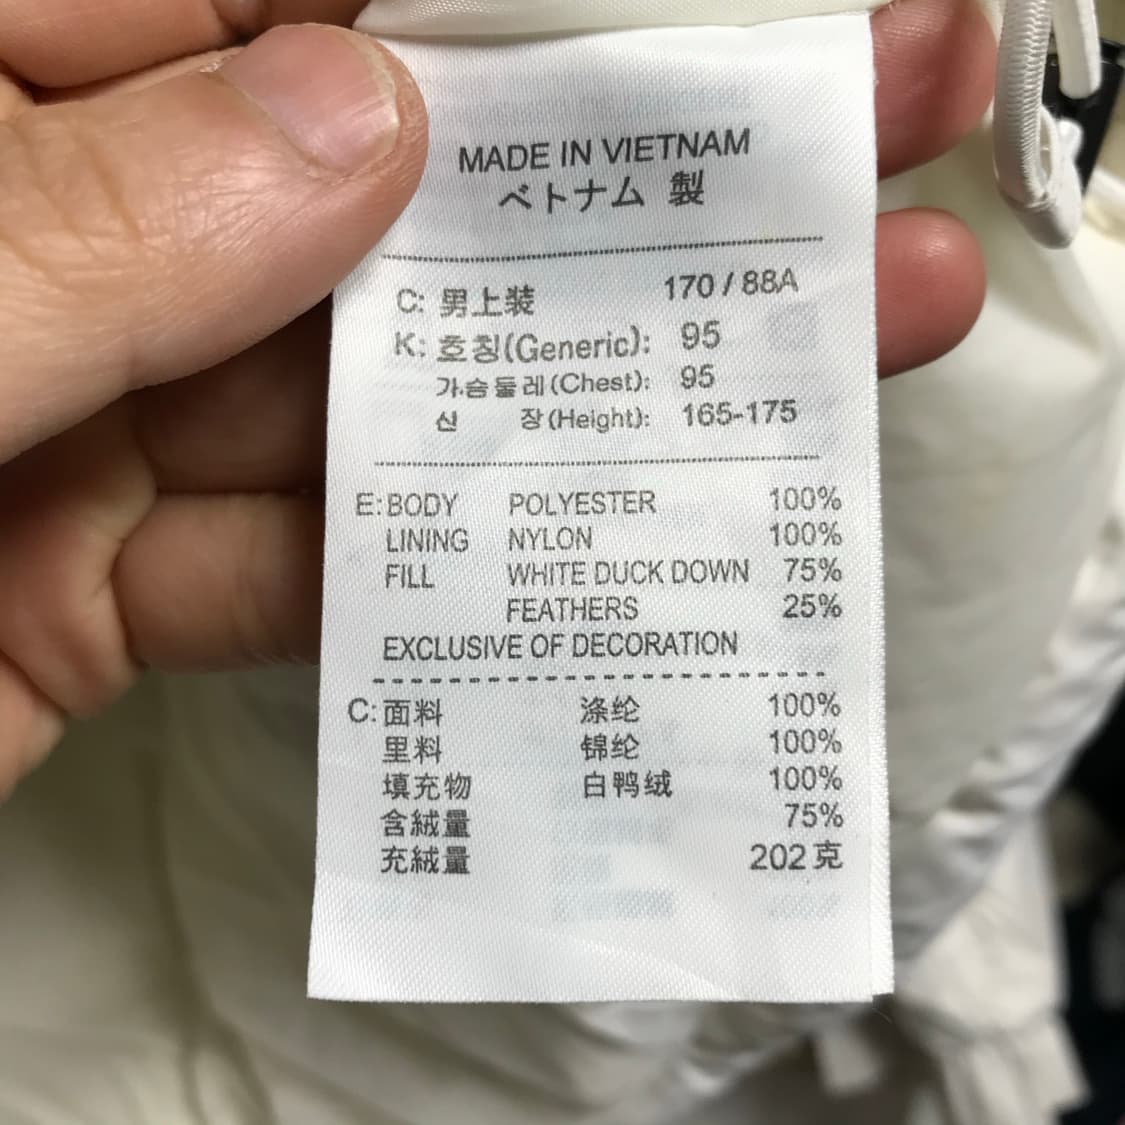 MADE IN VIETNAM
ベトナム 製
C: 男上装 170 / 88A
K: 호칭(Generic): 95
가슴둘레(Chest): 95
신 장(Height): 165-175
E: BODY POLYESTER 100%
LINING NYLON 100%
FILL WHITE DUCK DOWN 75%
FEATHERS 25%
EXCLUSIVE OF DECORATION
C: 面料 涤纶 100%
里料 锦纶 100%
填充物 白鸭绒 100%
含絨量 75%
充絨量 202 克